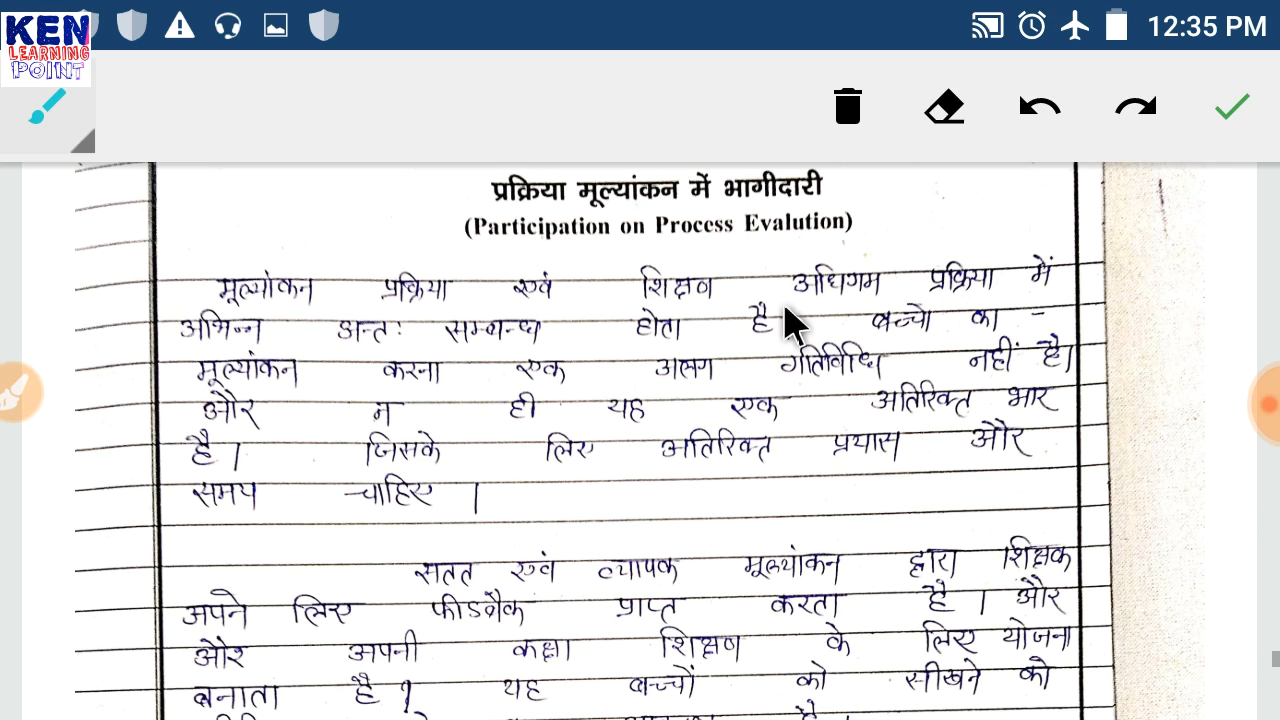 KEN
LEARNING
POINT
12:35 PM
प्रक्रिया मूल्यांकन में भागीदारी
(Participation on Process Evalution)
मूल्यांकन प्रक्रिया एवं शिक्षण अधिगम प्रक्रिया में
अभिन्न अन्तः सम्बन्ध होता है बच्चो का -
मूल्यांकन करना एक अलग गतिविधि नहीं है।
और न ही यह एक अतिरिक्त भार
है। जिसके लिए अतिरिक्त प्रयास और
समय चाहिए।
सतत एवं व्यापक मूल्यांकन द्वारा शिक्षक
अपने लिए फीडबैक प्राप्त करता है। और
और अपनी कक्षा शिक्षण के लिए योजना
बनाता है। यह बच्चों को सीखने को